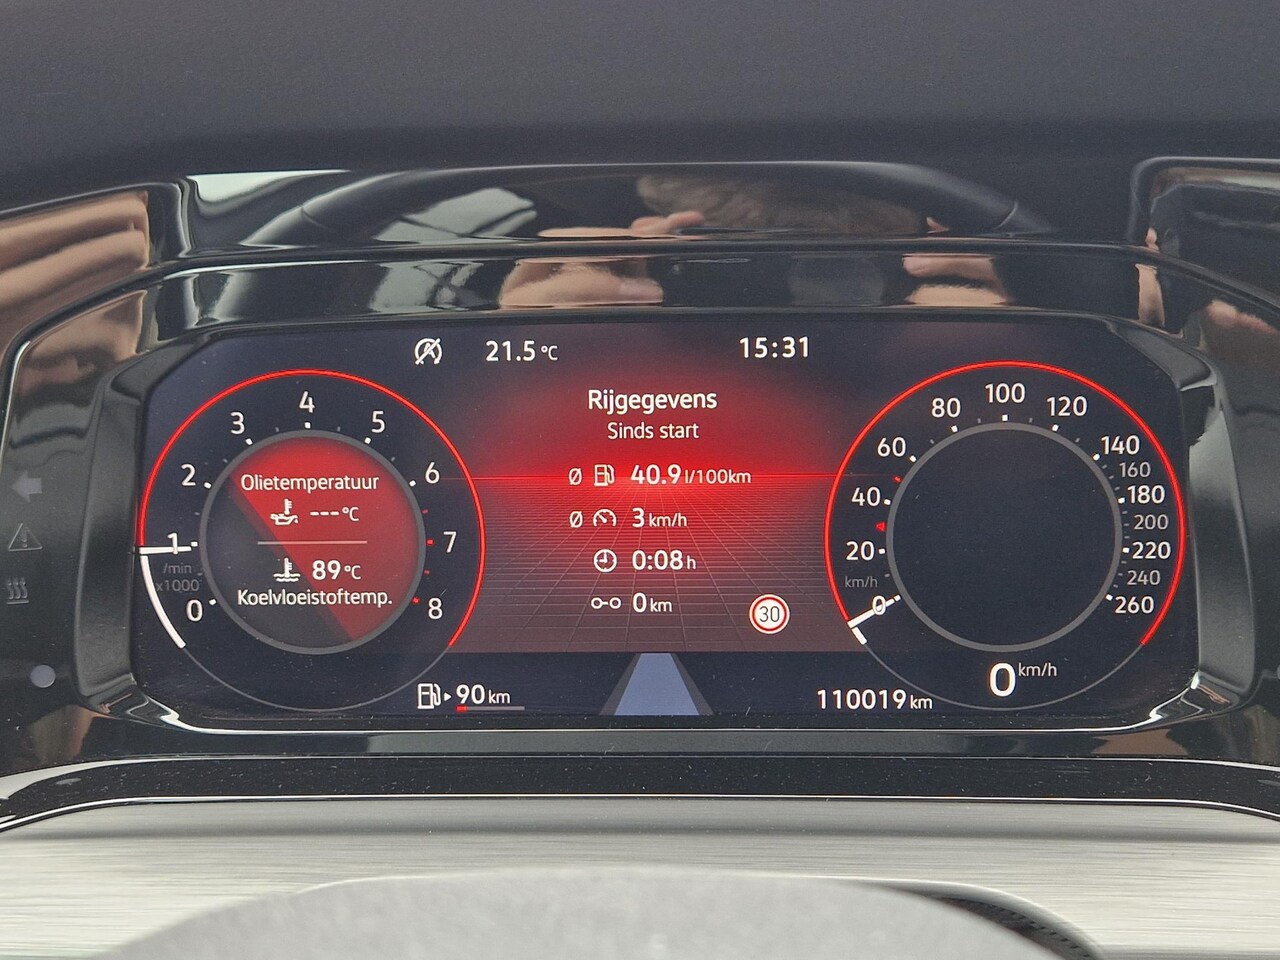 21.5 °C
15:31
Rijgegevens
Sinds start
Ø 40.9 l/100km
Ø 3 km/h
0:08 h
0 km
30
0
1
2
3
4
5
6
7
8
/min
x1000
Olietemperatuur
---°C
89 °C
Koelvloeistoftemp.
0
20
40
60
80
100
120
140
160
180
200
220
240
260
km/h
0 km/h
90 km
110019 km